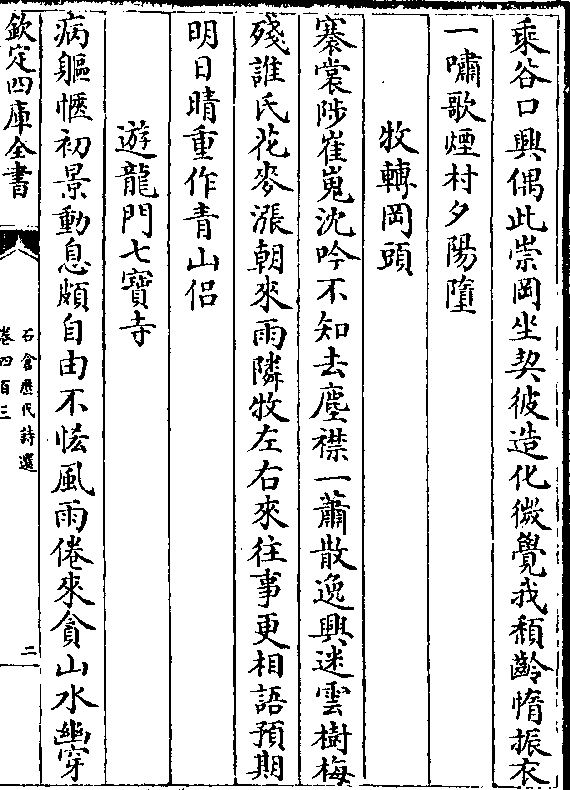 乘谷口興偶此崇岡坐契彼造化微覺我頽齡惰振衣
一嘯歌煙村夕陽墮
牧轉岡頭
褰裳陟崔嵬沈吟不知去塵襟一蕭散逸興迷雲樹梅
殘誰氏花麥漲朝來雨隣牧左右來往事更相語預期
明日晴重作青山侶
遊龍門七寶寺
病軀愜初景動息頗自由不恡風雨倦來貪山水幽穿
欽定四庫全書
石倉歷代詩選
卷四百三
二